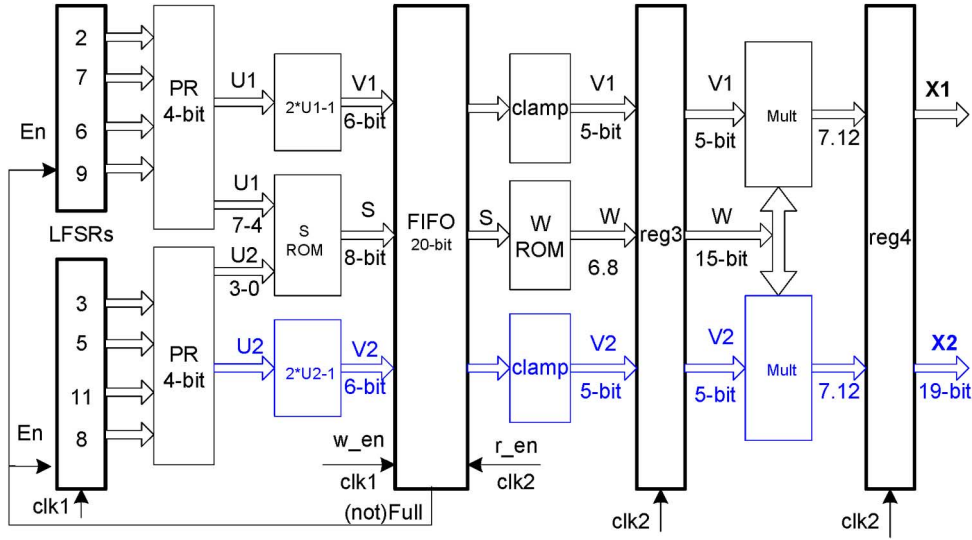 2
7
6
9
En
LFSRs
3
5
11
8
En
clk1
PR
4-bit
PR
4-bit
U1
U1
7-4
U2
3-0
U2
2*U1-1
S
ROM
2*U2-1
V1
6-bit
S
8-bit
V2
6-bit
FIFO
20-bit
w_en
clk1
(not)Full
r_en
clk2
S
clamp
W
ROM
clamp
V1
5-bit
W
6.8
V2
5-bit
reg3
clk2
V1
5-bit
W
15-bit
V2
5-bit
Mult
Mult
7.12
7.12
reg4
clk2
X1
X2
19-bit